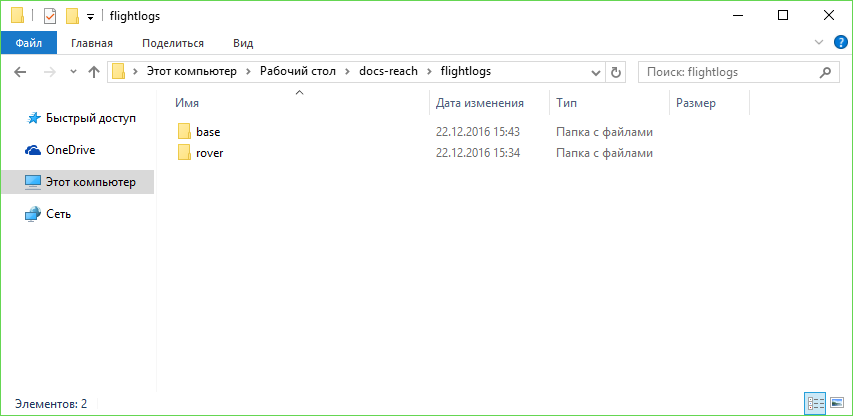 flightlogs
Файл Главная Поделиться Вид
Этот компьютер Рабочий стол docs-reach flightlogs Поиск: flightlogs
Имя Дата изменения Тип Размер
Быстрый доступ
OneDrive
Этот компьютер
Сеть
base 22.12.2016 15:43 Папка с файлами
rover 22.12.2016 15:34 Папка с файлами
Элементов: 2